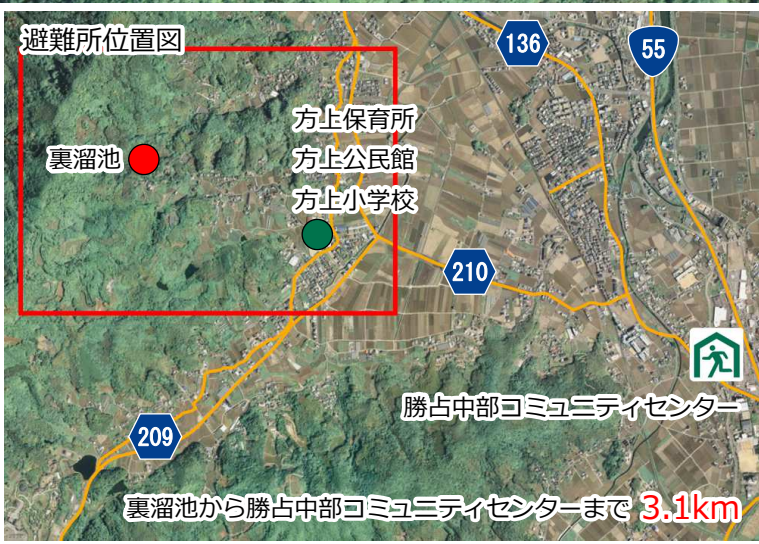 避難所位置図
136
55
方上保育所
裏溜池
方上公民館
方上小学校
210
勝占中部コミュニティセンター
209
裏溜池から勝占中部コミュニティセンターまで 3.1km